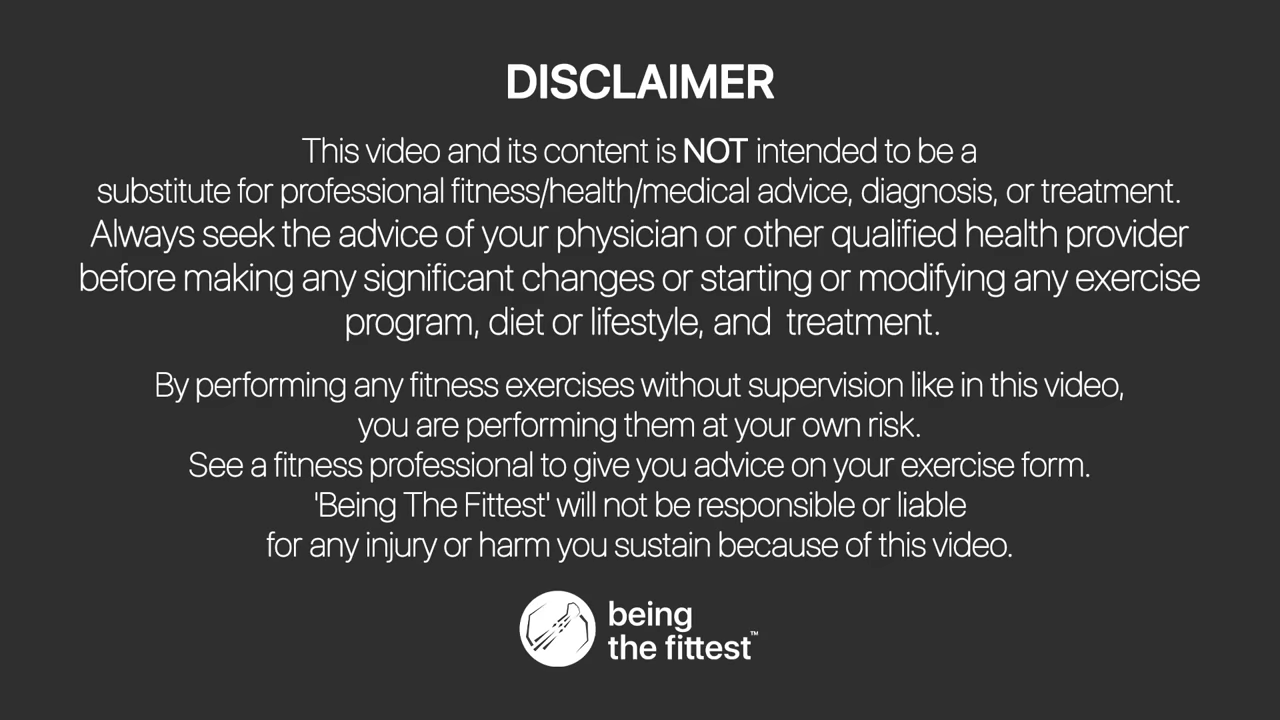 DISCLAIMER
This video and its content is NOT intended to be a
substitute for professional fitness/health/medical advice, diagnosis, or treatment.
Always seek the advice of your physician or other qualified health provider
before making any significant changes or starting or modifying any exercise
program, diet or lifestyle, and  treatment.
By performing any fitness exercises without supervision like in this video,
you are performing them at your own risk.
See a fitness professional to give you advice on your exercise form.
'Being The Fittest' will not be responsible or liable
for any injury or harm you sustain because of this video.
being
the fittest™